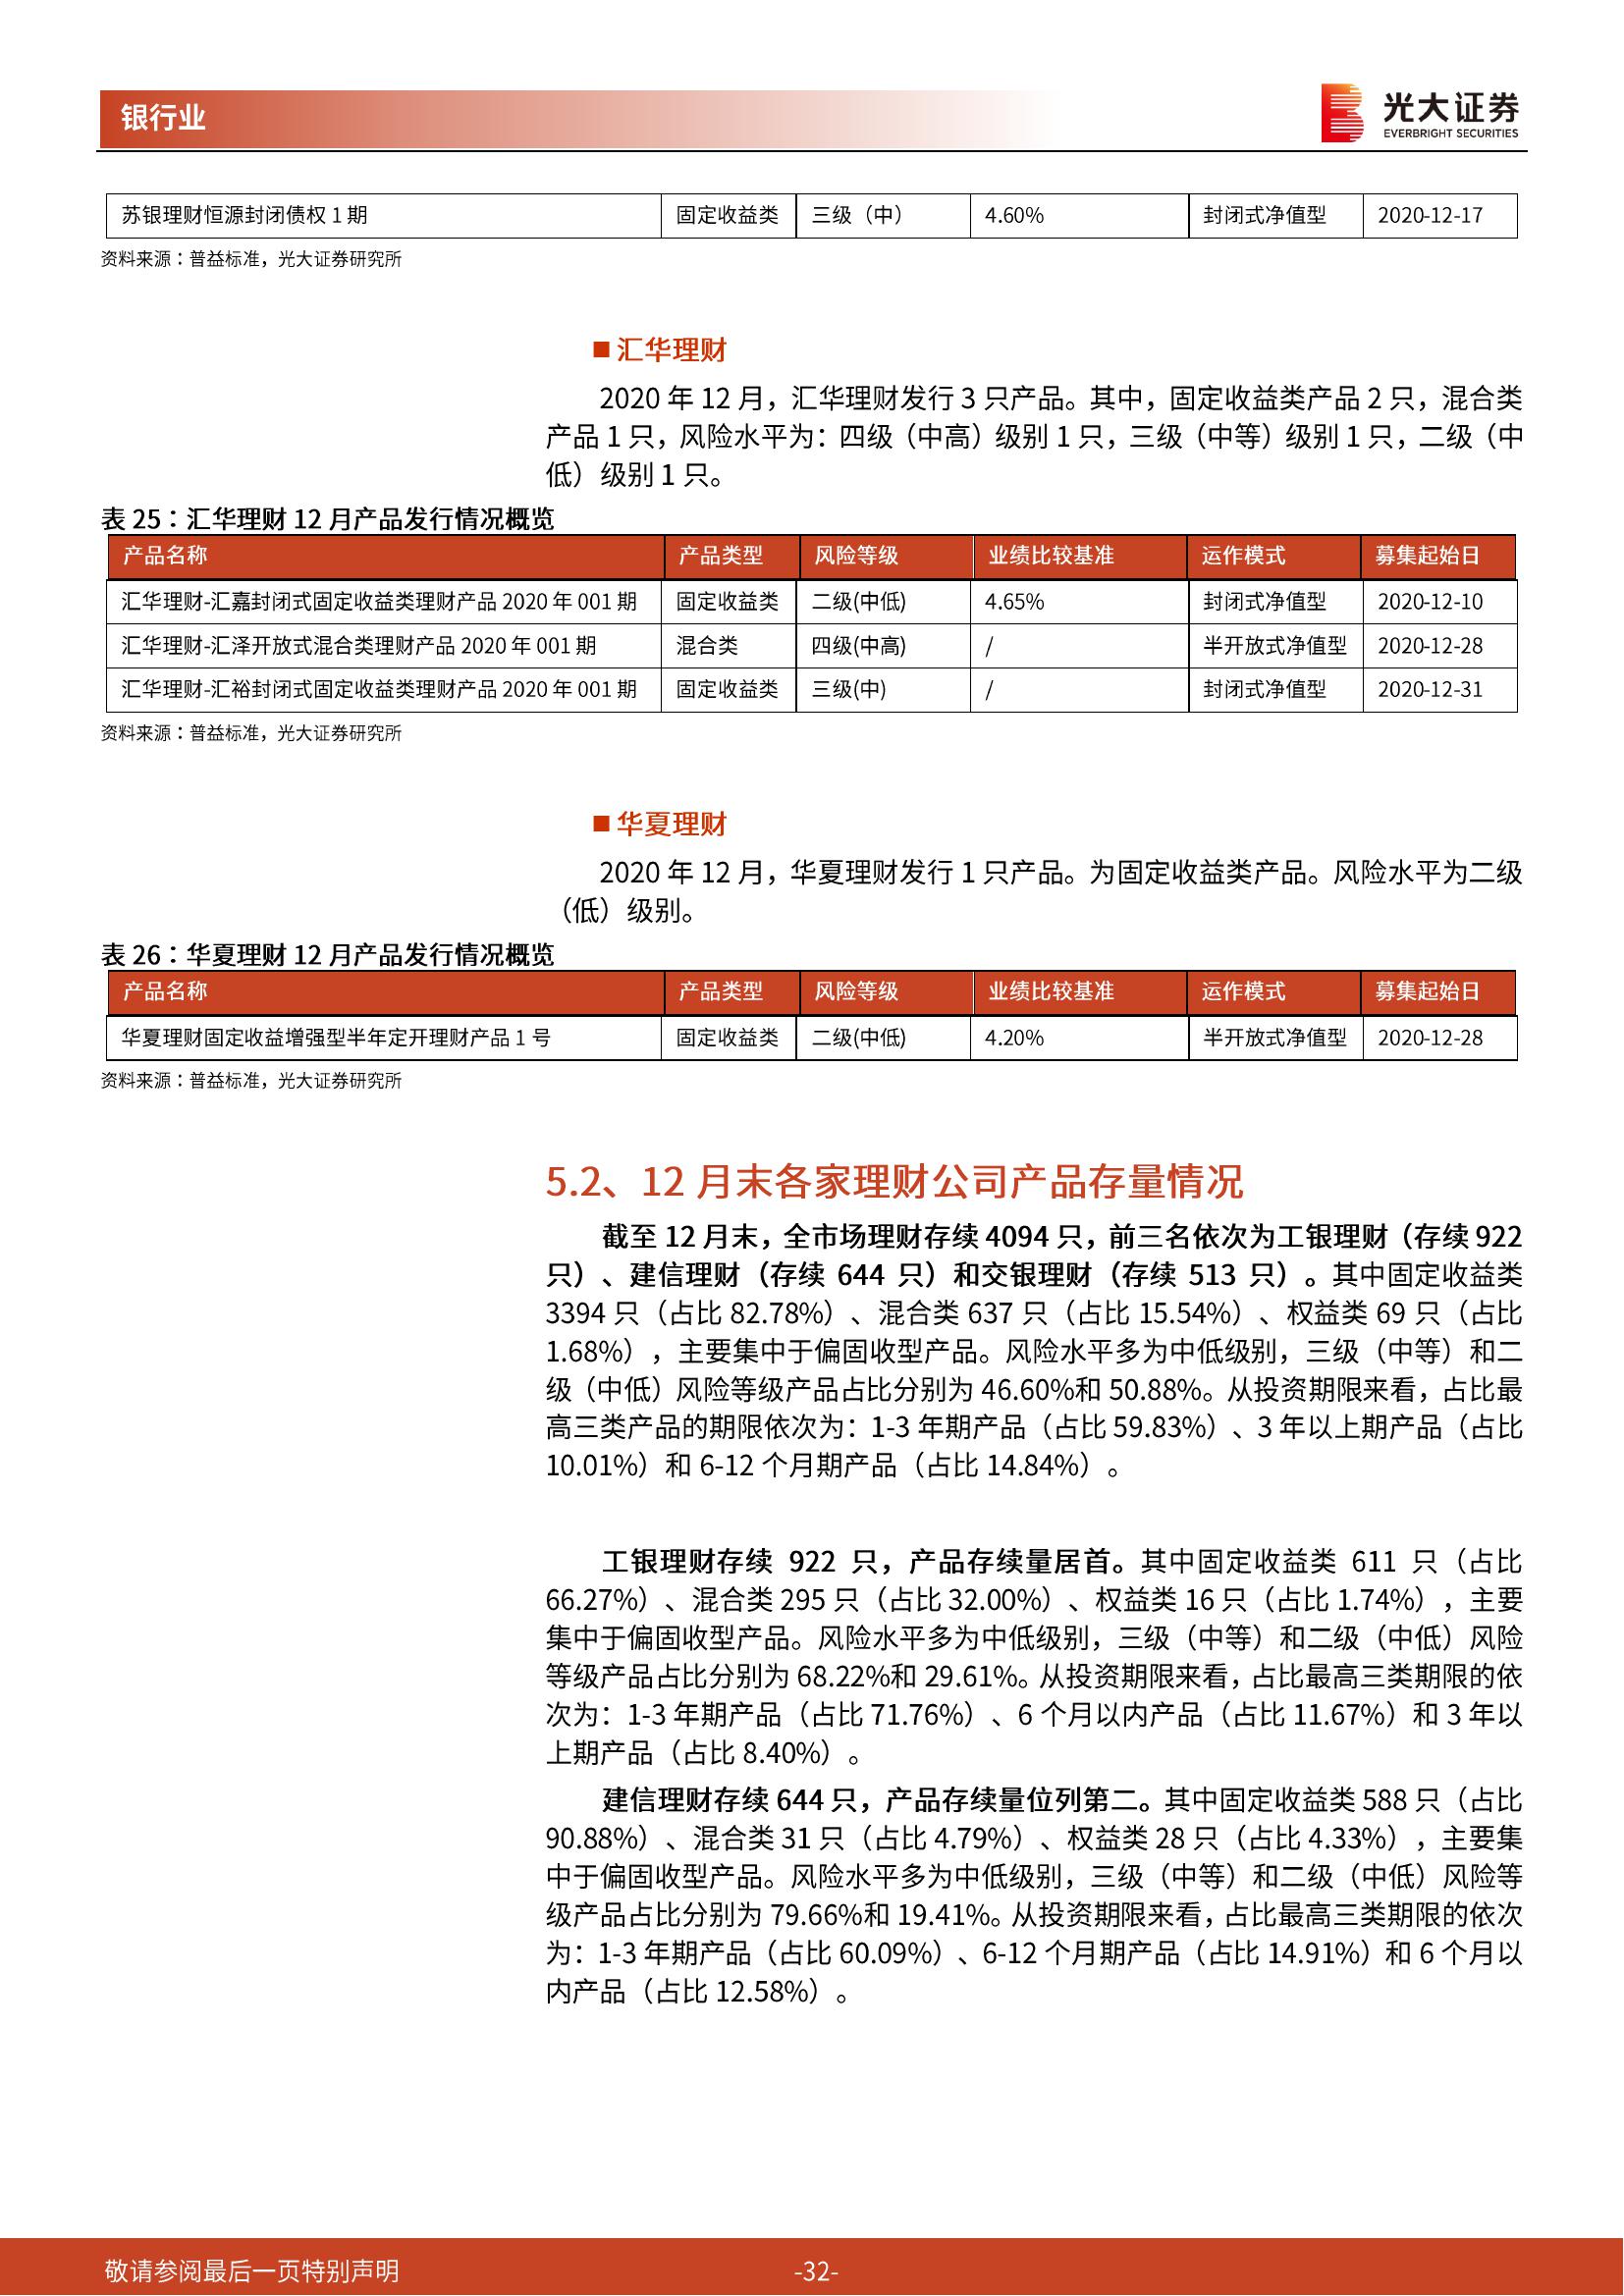 银行业
光大证券
EVERBRIGHT SECURITIES
苏银理财恒源封闭债权 1 期 固定收益类 三级（中） 4.60% 封闭式净值型 2020-12-17
资料来源：普益标准，光大证券研究所
■ 汇华理财
2020 年 12 月，汇华理财发行 3 只产品。其中，固定收益类产品 2 只，混合类
产品 1 只，风险水平为：四级（中高）级别 1 只，三级（中等）级别 1 只，二级（中
低）级别 1 只。
表 25：汇华理财 12 月产品发行情况概览
产品名称 产品类型 风险等级 业绩比较基准 运作模式 募集起始日
汇华理财-汇嘉封闭式固定收益类理财产品 2020 年 001 期 固定收益类 二级(中低) 4.65% 封闭式净值型 2020-12-10
汇华理财-汇泽开放式混合类理财产品 2020 年 001 期 混合类 四级(中高) / 半开放式净值型 2020-12-28
汇华理财-汇裕封闭式固定收益类理财产品 2020 年 001 期 固定收益类 三级(中) / 封闭式净值型 2020-12-31
资料来源：普益标准，光大证券研究所
■ 华夏理财
2020 年 12 月，华夏理财发行 1 只产品。为固定收益类产品。风险水平为二级
（低）级别。
表 26：华夏理财 12 月产品发行情况概览
产品名称 产品类型 风险等级 业绩比较基准 运作模式 募集起始日
华夏理财固定收益增强型半年定开理财产品 1 号 固定收益类 二级(中低) 4.20% 半开放式净值型 2020-12-28
资料来源：普益标准，光大证券研究所
5.2、12 月末各家理财公司产品存量情况
截至 12 月末，全市场理财存续 4094 只，前三名依次为工银理财（存续 922
只）、建信理财（存续 644 只）和交银理财（存续 513 只）。其中固定收益类
3394 只（占比 82.78%）、混合类 637 只（占比 15.54%）、权益类 69 只（占比
1.68%），主要集中于偏固收型产品。风险水平多为中低级别，三级（中等）和二
级（中低）风险等级产品占比分别为 46.60%和 50.88%。从投资期限来看，占比最
高三类产品的期限依次为：1-3 年期产品（占比 59.83%）、3 年以上期产品（占比
10.01%）和 6-12 个月期产品（占比 14.84%）。
工银理财存续 922 只，产品存续量居首。其中固定收益类 611 只（占比
66.27%）、混合类 295 只（占比 32.00%）、权益类 16 只（占比 1.74%），主要
集中于偏固收型产品。风险水平多为中低级别，三级（中等）和二级（中低）风险
等级产品占比分别为 68.22%和 29.61%。从投资期限来看，占比最高三类期限的依
次为：1-3 年期产品（占比 71.76%）、6 个月以内产品（占比 11.67%）和 3 年以
上期产品（占比 8.40%）。
建信理财存续 644 只，产品存续量位列第二。其中固定收益类 588 只（占比
90.88%）、混合类 31 只（占比 4.79%）、权益类 28 只（占比 4.33%），主要集
中于偏固收型产品。风险水平多为中低级别，三级（中等）和二级（中低）风险等
级产品占比分别为 79.66%和 19.41%。从投资期限来看，占比最高三类期限的依次
为：1-3 年期产品（占比 60.09%）、6-12 个月期产品（占比 14.91%）和 6 个月以
内产品（占比 12.58%）。
敬请参阅最后一页特别声明 -32-